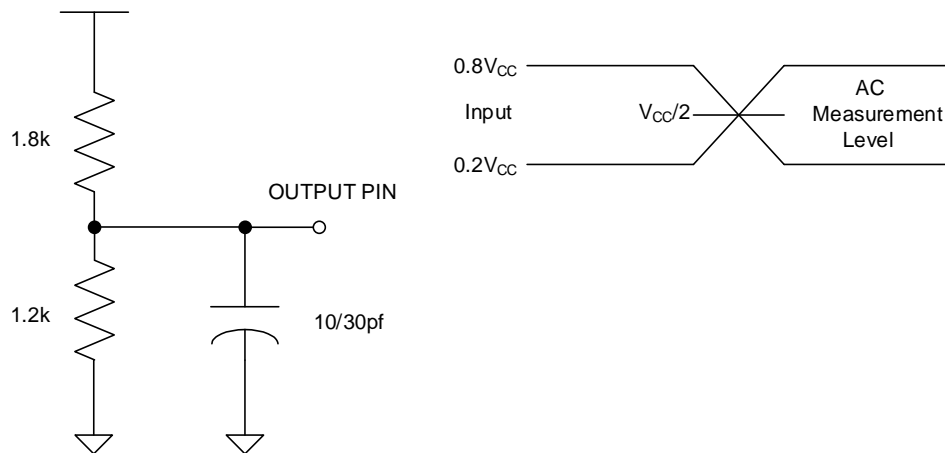 1.8k
OUTPUT PIN
1.2k
10/30pf
0.8VCC
Input
VCC/2
0.2VCC
AC
Measurement
Level